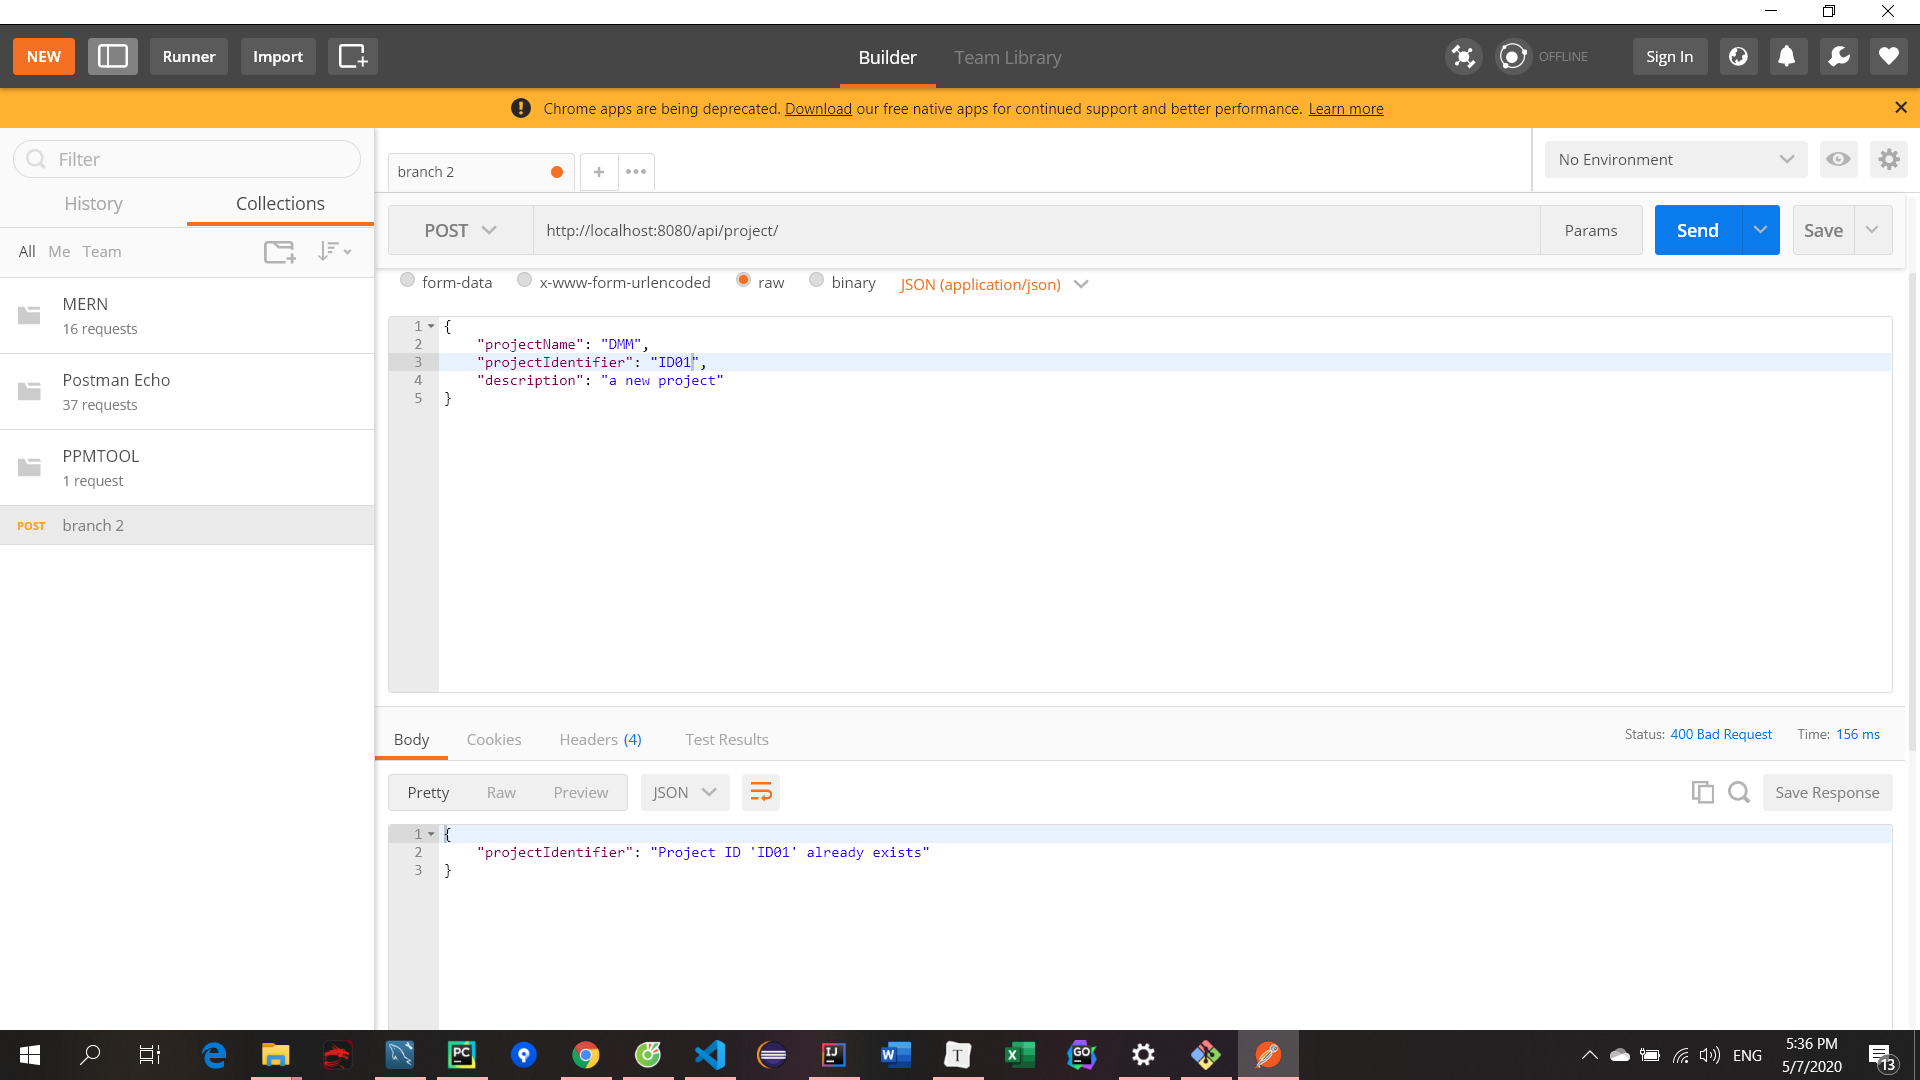 NEW
Runner
Import
Builder
Team Library
OFFLINE
Sign In
Chrome apps are being deprecated. Download our free native apps for continued support and better performance. Learn more
Filter
History
Collections
All
Me
Team
MERN
16 requests
Postman Echo
37 requests
PPMTOOL
1 request
POST branch 2
branch 2
No Environment
POST
http://localhost:8080/api/project/
Params
Send
Save
form-data
x-www-form-urlencoded
raw
binary
JSON (application/json)
1 {
2 "projectName": "DMM",
3 "projectIdentifier": "ID01",
4 "description": "a new project"
5 }
Body
Cookies
Headers (4)
Test Results
Status: 400 Bad Request
Time: 156 ms
Pretty
Raw
Preview
JSON
Save Response
1 {
2 "projectIdentifier": "Project ID 'ID01' already exists"
3 }
PC
IJ
W
T
X
GO
ENG
5:36 PM
5/7/2020
13